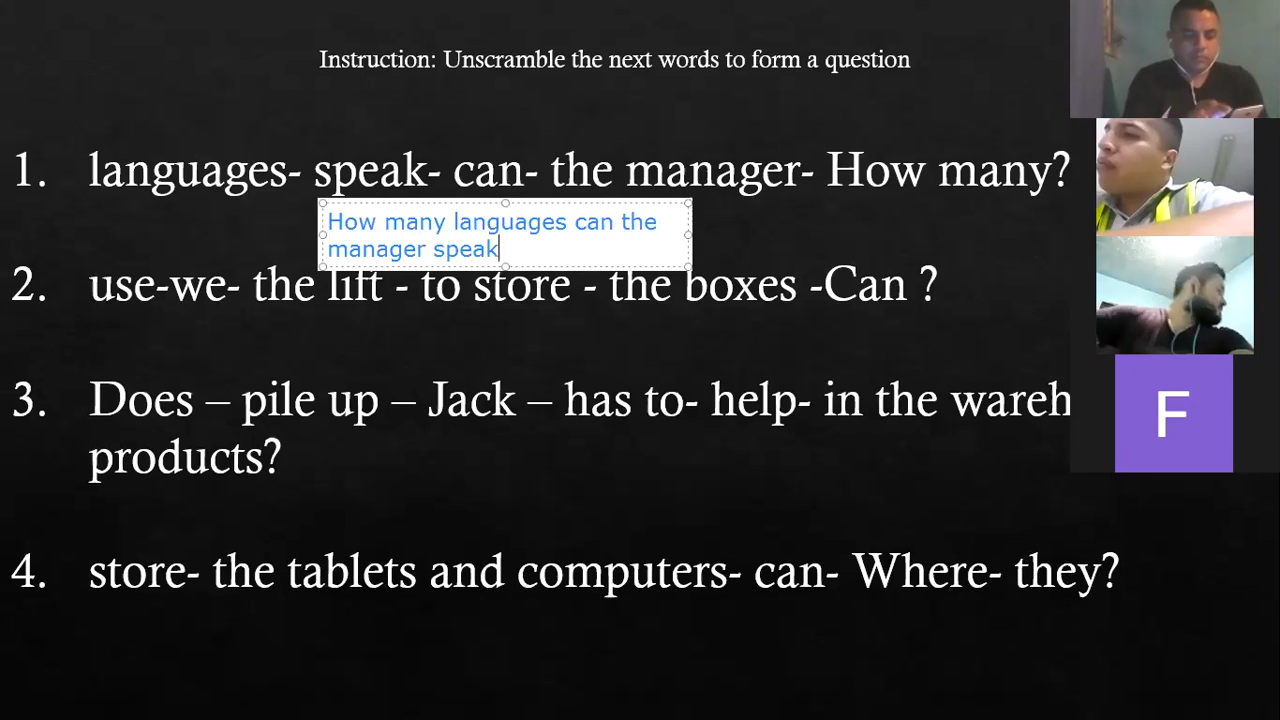 Instruction: Unscramble the next words to form a question
1. languages- speak- can- the manager- How many?
How many languages can the
manager speak
2. use-we- the lift - to store - the boxes -Can ?
3. Does – pile up – Jack – has to- help- in the wareh
products?
4. store- the tablets and computers- can- Where- they?
F